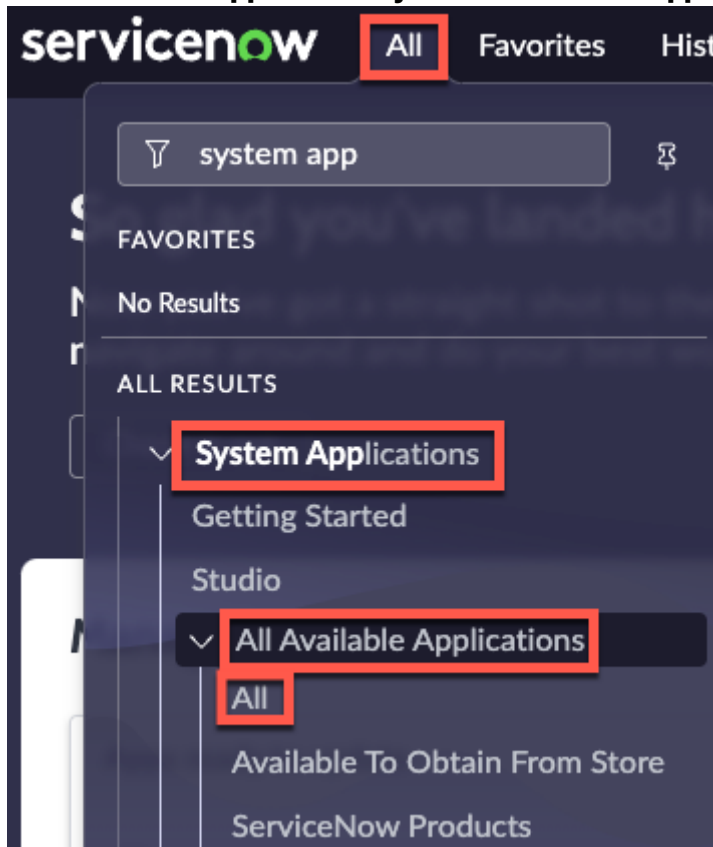 servicenow All Favorites Hist
system app
FAVORITES
No Results
ALL RESULTS
System Applications
Getting Started
Studio
All Available Applications
All
Available To Obtain From Store
ServiceNow Products